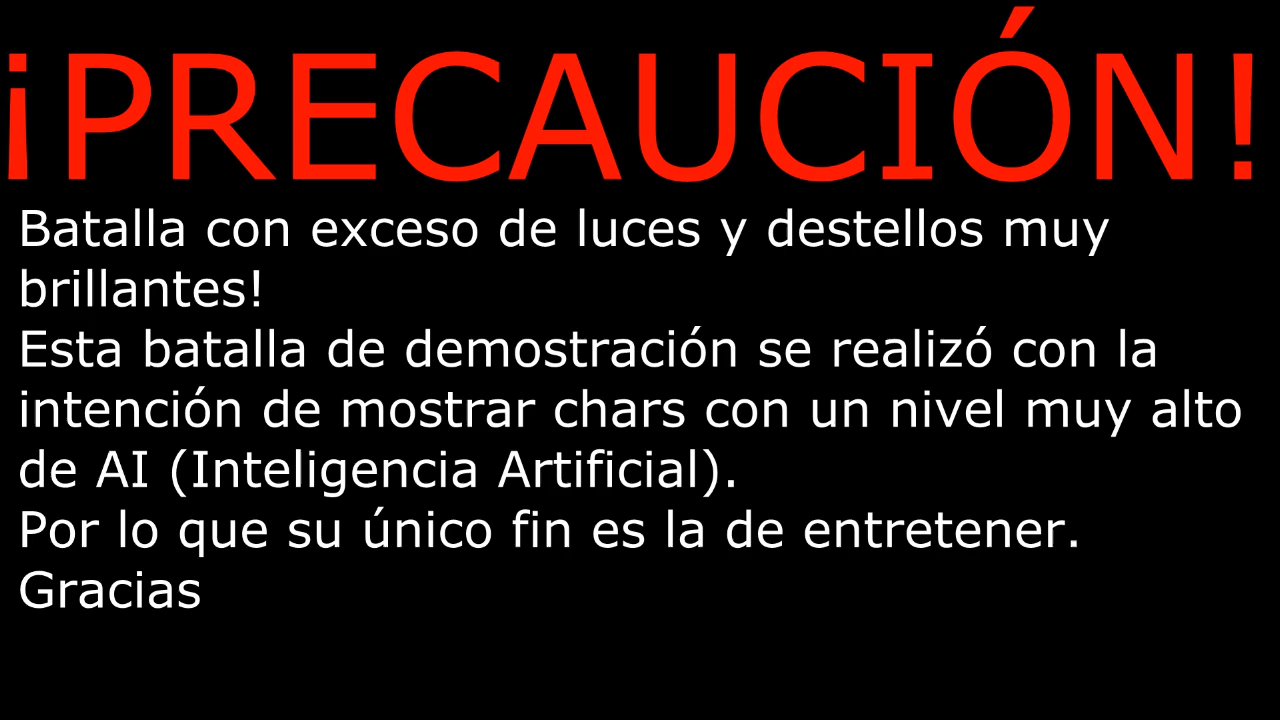 ¡PRECAUCIÓN!
Batalla con exceso de luces y destellos muy
brillantes!
Esta batalla de demostración se realizó con la
intención de mostrar chars con un nivel muy alto
de AI (Inteligencia Artificial).
Por lo que su único fin es la de entretener.
Gracias